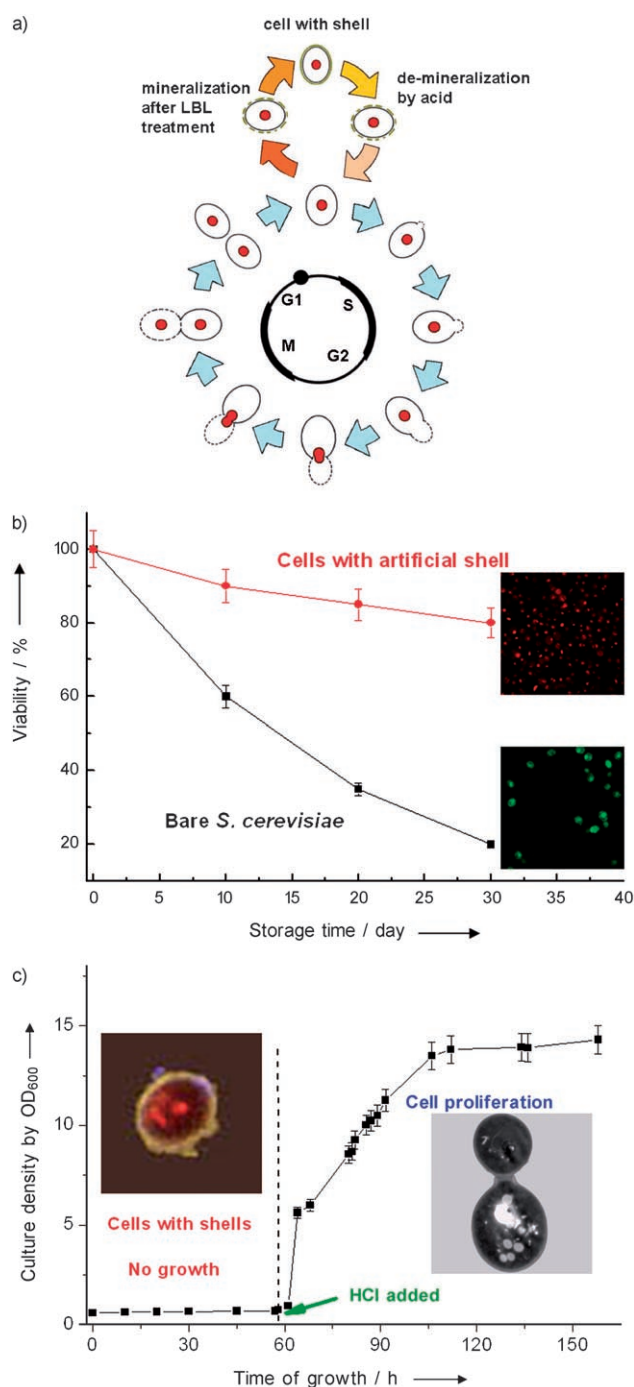 a)
cell with shell
mineralization
after LBL
treatment
de-mineralization
by acid
G1
S
M
G2
b)
Viability / %
100
80
60
40
20
Cells with artificial shell
Bare S. cerevisiae
0 5 10 15 20 25 30 35 40
Storage time / day
c)
Culture density by OD600
15
10
5
0
Cell proliferation
Cells with shells
No growth
HCl added
0 30 60 90 120 150
Time of growth / h